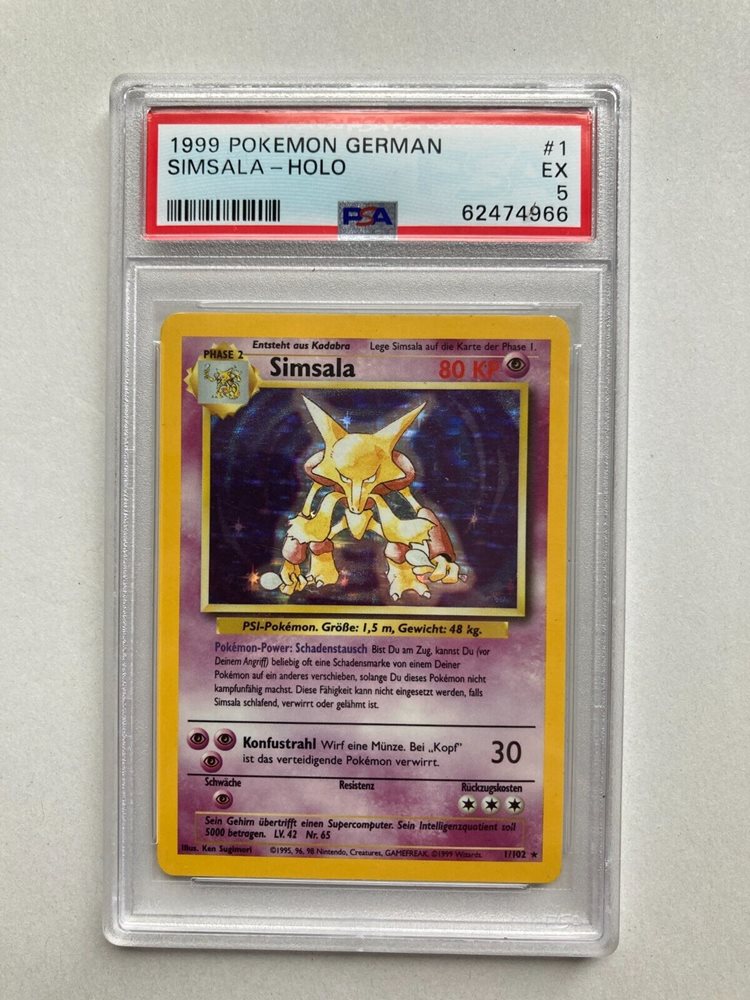 1999 POKEMON GERMAN #1
SIMSALA – HOLO EX
5
PSA 62474966
Entsteht aus Kadabra Lege Simsala auf die Karte der Phase 1.
PHASE 2
Simsala 80 KP
PSI-Pokémon. Größe: 1,5 m, Gewicht: 48 kg.
Pokémon-Power: Schadenstausch Bist Du am Zug, kannst Du (vor
Deinem Angriff) beliebig oft eine Schadensmarke von einem Deiner
Pokémon auf ein anderes verschieben, solange Du dieses Pokémon nicht
kampfunfähig machst. Diese Fähigkeit kann nicht eingesetzt werden, falls
Simsala schlafend, verwirrt oder gelähmt ist.
Konfustrahl Wirf eine Münze. Bei „Kopf"
ist das verteidigende Pokémon verwirrt.
30
Schwäche Resistenz Rückzugskosten
Sein Gehirn übertrifft einen Supercomputer. Sein Intelligenzquotient soll
5000 betragen. LV. 42 Nr. 65
Illus. Ken Sugimori ©1995, 96, 98 Nintendo, Creatures, GAMEFREAK. ©1999 Wizards. 1/102 ★
PSA